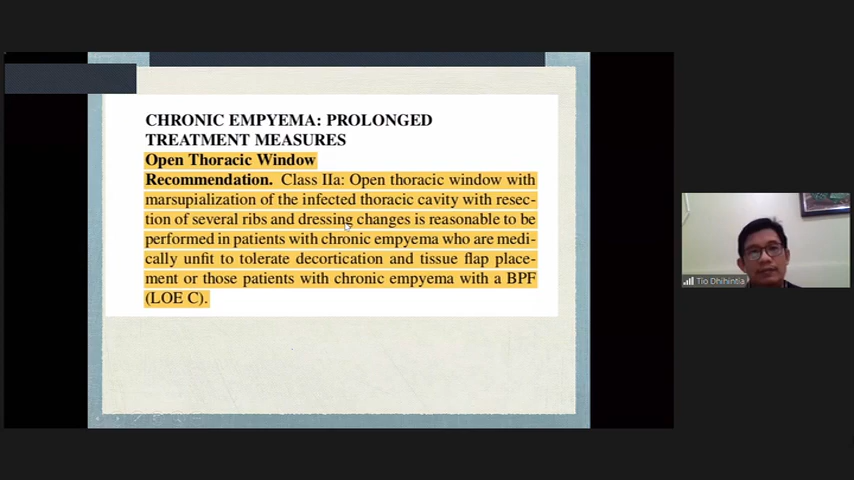 CHRONIC EMPYEMA: PROLONGED
TREATMENT MEASURES
Open Thoracic Window
Recommendation. Class IIa: Open thoracic window with
marsupialization of the infected thoracic cavity with resec-
tion of several ribs and dressing changes is reasonable to be
performed in patients with chronic empyema who are medi-
cally unfit to tolerate decortication and tissue flap place-
ment or those patients with chronic empyema with a BPF
(LOE C).
Tio Dhihintia